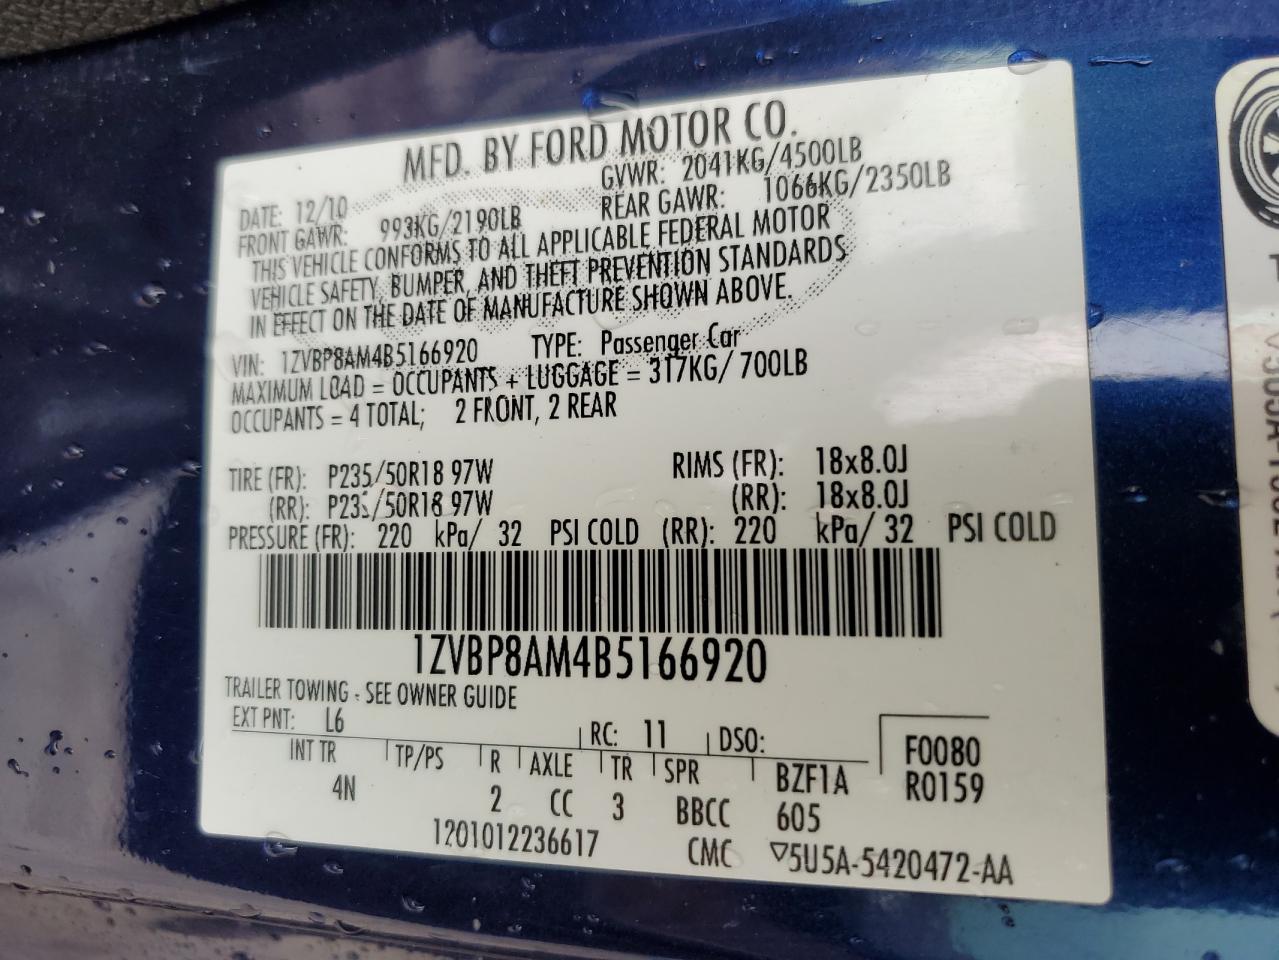 MFD. BY FORD MOTOR CO.
DATE: 12/10 GVWR: 2041KG/4500LB
FRONT GAWR: 993KG/2190LB REAR GAWR: 1066KG/2350LB
THIS VEHICLE CONFORMS TO ALL APPLICABLE FEDERAL MOTOR
VEHICLE SAFETY, BUMPER, AND THEFT PREVENTION STANDARDS
IN EFFECT ON THE DATE OF MANUFACTURE SHOWN ABOVE.
VIN: 1ZVBP8AM4B5166920 TYPE: Passenger Car
MAXIMUM LOAD = OCCUPANTS + LUGGAGE = 317KG/ 700LB
OCCUPANTS = 4 TOTAL; 2 FRONT, 2 REAR
TIRE (FR): P235/50R18 97W RIMS (FR): 18x8.0J
(RR): P235/50R18 97W (RR): 18x8.0J
PRESSURE (FR): 220 kPa/ 32 PSI COLD (RR): 220 kPa/ 32 PSI COLD
1ZVBP8AM4B5166920
TRAILER TOWING - SEE OWNER GUIDE
EXT PNT: L6 RC: 11 DSO: F0080
INT TR TP/PS R AXLE TR SPR BZF1A R0159
4N 2 CC 3 BBCC 605
1201012236617 CMC ▽5U5A-5420472-AA